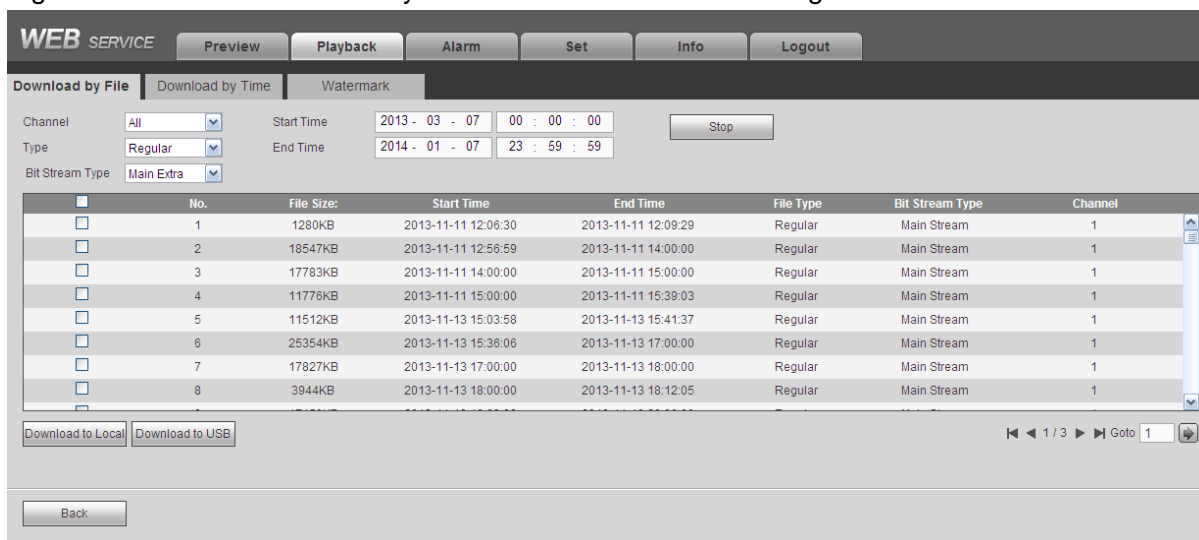 WEB SERVICE Preview Playback Alarm Set Info Logout
Download by File Download by Time Watermark
Channel All Start Time 2013 - 03 - 07 00 : 00 : 00 Stop
Type Regular End Time 2014 - 01 - 07 23 : 59 : 59
Bit Stream Type Main Extra
No. File Size: Start Time End Time File Type Bit Stream Type Channel
1 1280KB 2013-11-11 12:06:30 2013-11-11 12:09:29 Regular Main Stream 1
2 18547KB 2013-11-11 12:56:59 2013-11-11 14:00:00 Regular Main Stream 1
3 17783KB 2013-11-11 14:00:00 2013-11-11 15:00:00 Regular Main Stream 1
4 11776KB 2013-11-11 15:00:00 2013-11-11 15:39:03 Regular Main Stream 1
5 11512KB 2013-11-13 15:03:58 2013-11-13 15:41:37 Regular Main Stream 1
6 25354KB 2013-11-13 15:36:06 2013-11-13 17:00:00 Regular Main Stream 1
7 17827KB 2013-11-13 17:00:00 2013-11-13 18:00:00 Regular Main Stream 1
8 3944KB 2013-11-13 18:00:00 2013-11-13 18:12:05 Regular Main Stream 1
Download to Local Download to USB 1 / 3 Goto 1
Back